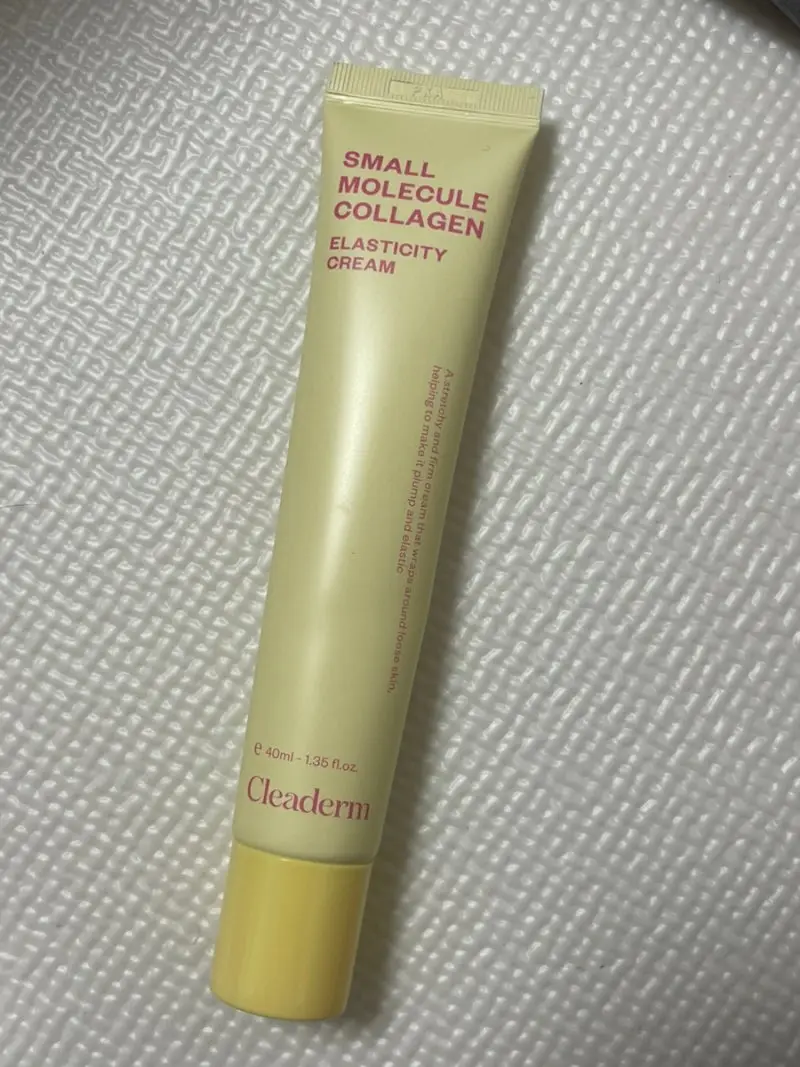 SMALL
MOLECULE
COLLAGEN
ELASTICITY
CREAM
A stretchy and firm cream that wraps around loose skin,
helping to make it plump and elastic
e 40ml - 1.35 fl.oz.
Cleaderm